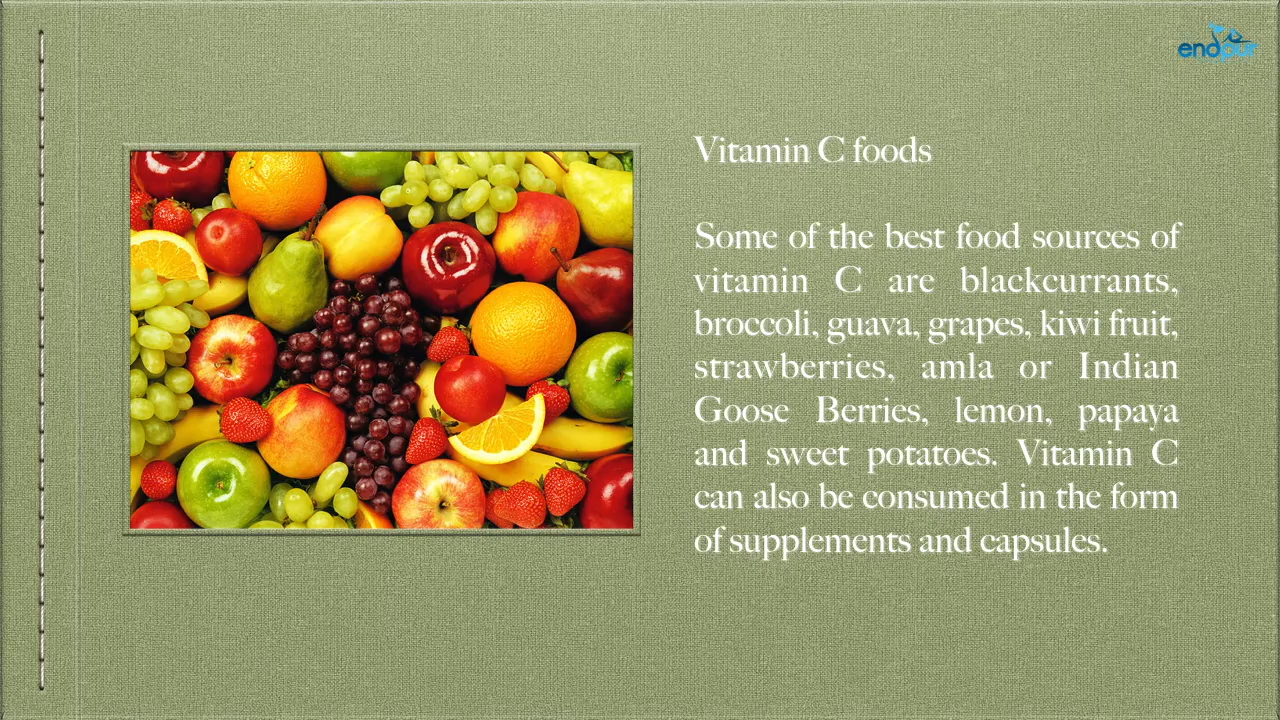 endpur
Vitamin C foods
Some of the best food sources of
vitamin C are blackcurrants,
broccoli, guava, grapes, kiwi fruit,
strawberries, amla or Indian
Goose Berries, lemon, papaya
and sweet potatoes. Vitamin C
can also be consumed in the form
of supplements and capsules.